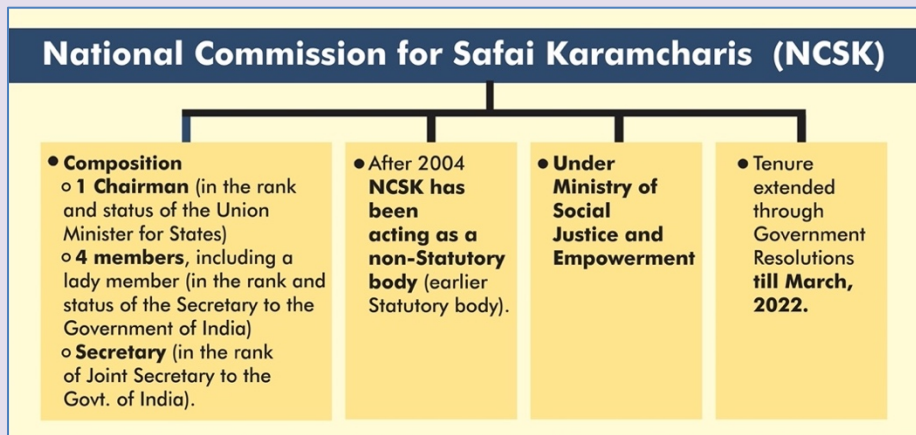 National Commission for Safai Karamcharis (NCSK)
• Composition
o 1 Chairman (in the rank
and status of the Union
Minister for States)
o 4 members, including a
lady member (in the rank and
status of the Secretary to the
Government of India)
o Secretary (in the rank
of Joint Secretary to the
Govt. of India).
• After 2004
NCSK has
been
acting as a
non-Statutory
body (earlier
Statutory body).
• Under
Ministry of
Social
Justice and
Empowerment
• Tenure
extended
through
Government
Resolutions
till March,
2022.